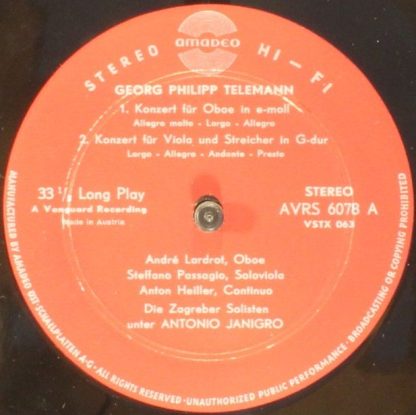 STEREO HI-FI
AMADEO
GEORG PHILIPP TELEMANN
1. Konzert für Oboe in e-moll
Allegro molto - Largo - Allegro
2. Konzert für Viola und Streicher in G-dur
Largo - Allegro - Andante - Presto
33 1/3 Long Play
A Vanguard Recording
Made in Austria
STEREO
AVRS 6078 A
VSTX 063
André Lardrot, Oboe
Steffano Passagio, Soloviola
Anton Heiller, Continuo
Die Zagreber Solisten
unter ANTONIO JANIGRO
MANUFACTURED BY AMADEO OST. SCHALLPLATTEN A·G·ALL RIGHTS RESERVED·UNAUTHORIZED PUBLIC PERFORMANCE·BROADCASTING OR COPYING PROHIBITED